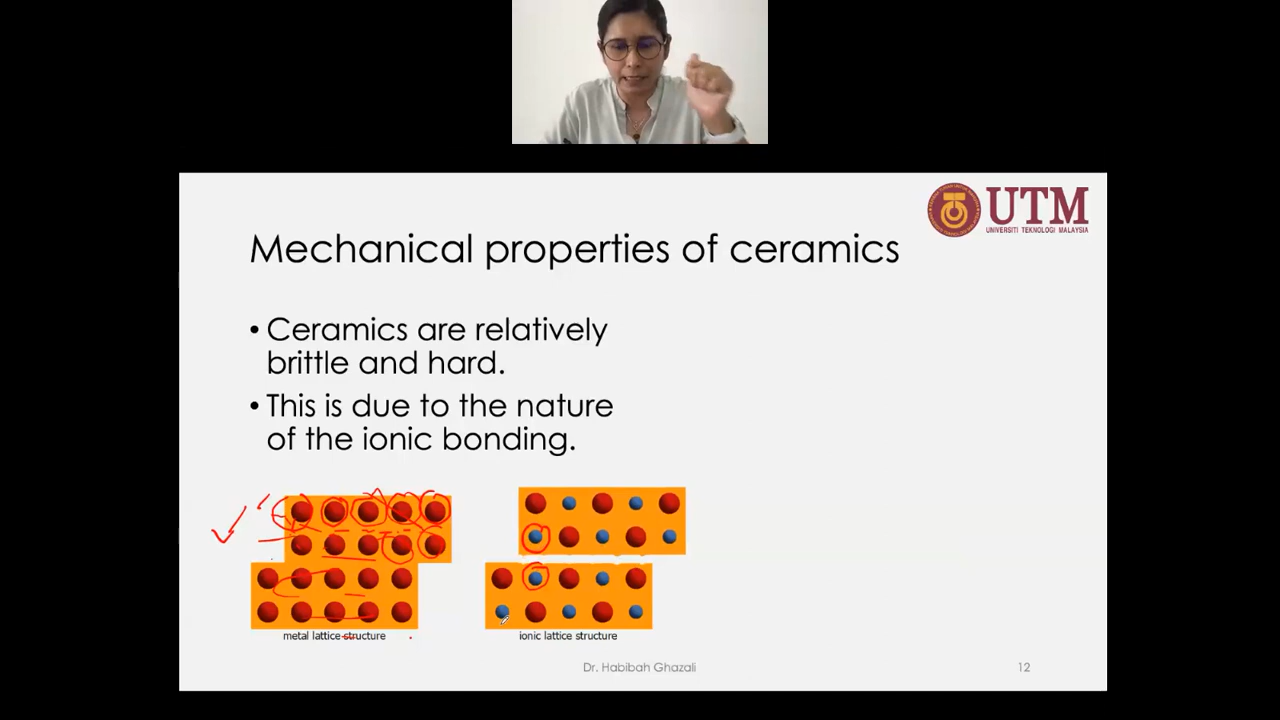 UTM
UNIVERSITI TEKNOLOGI MALAYSIA
Mechanical properties of ceramics
• Ceramics are relatively
brittle and hard.
• This is due to the nature
of the ionic bonding.
metal lattice structure
ionic lattice structure
Dr. Habibah Ghazali
12